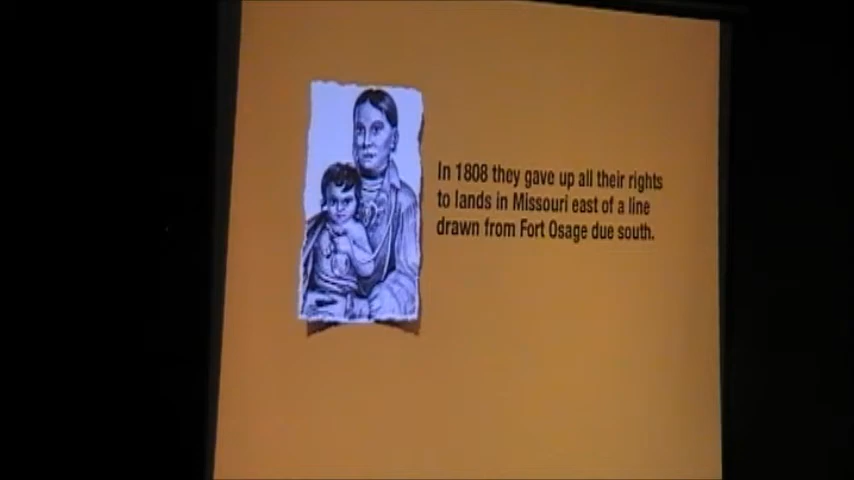 In 1808 they gave up all their rights
to lands in Missouri east of a line
drawn from Fort Osage due south.